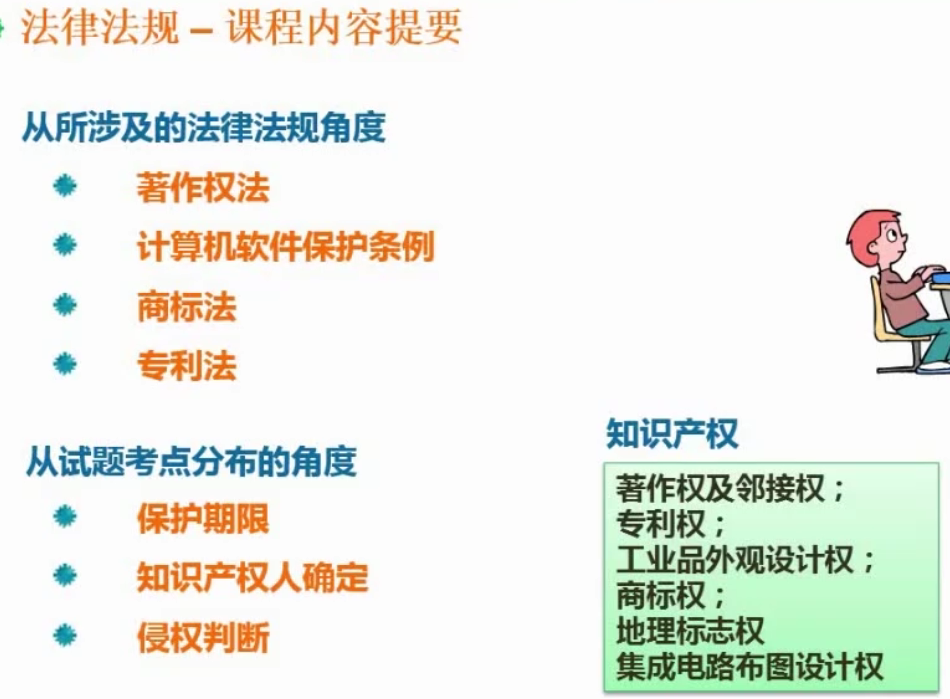 法律法规 – 课程内容提要
从所涉及的法律法规角度
著作权法
计算机软件保护条例
商标法
专利法
从试题考点分布的角度
保护期限
知识产权人确定
侵权判断
知识产权
著作权及邻接权；
专利权；
工业品外观设计权；
商标权；
地理标志权
集成电路布图设计权